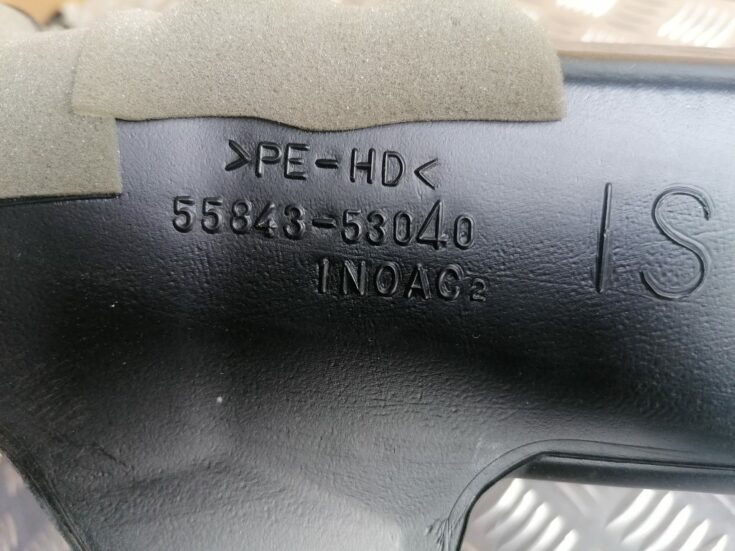 >PE-HD<
55843-53040
INOAC2
IS